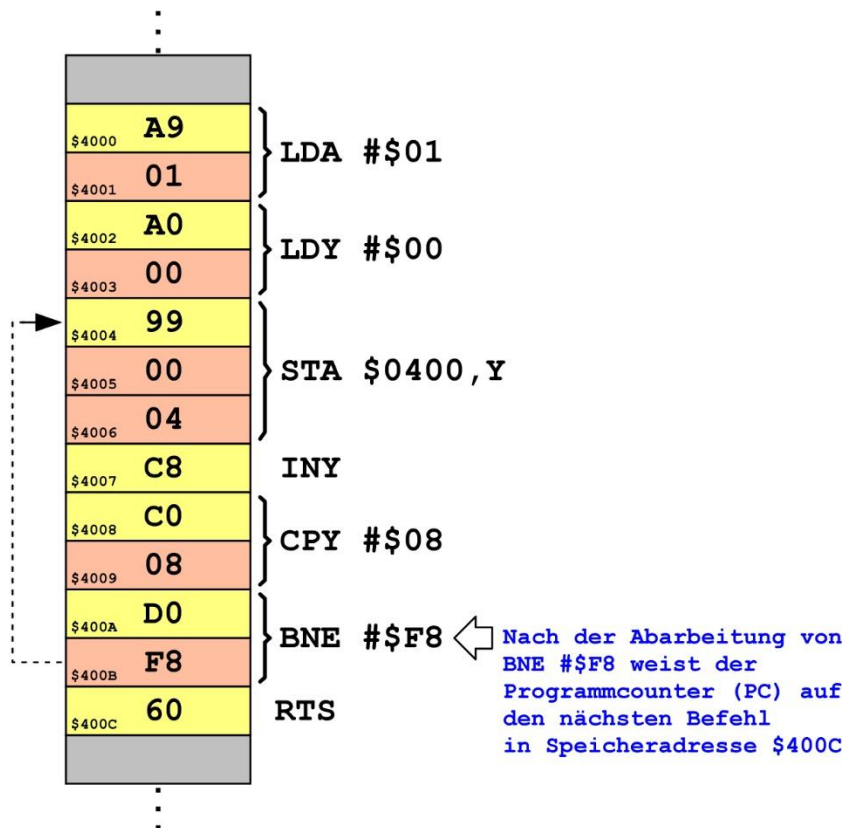 $4000 A9
LDA #$01
$4001 01
$4002 A0
LDY #$00
$4003 00
$4004 99
$4005 00
STA $0400,Y
$4006 04
$4007 C8
INY
$4008 C0
CPY #$08
$4009 08
$400A D0
BNE #$F8
$400B F8
$400C 60
RTS
Nach der Abarbeitung von
BNE #$F8 weist der
Programmcounter (PC) auf
den nächsten Befehl
in Speicheradresse $400C